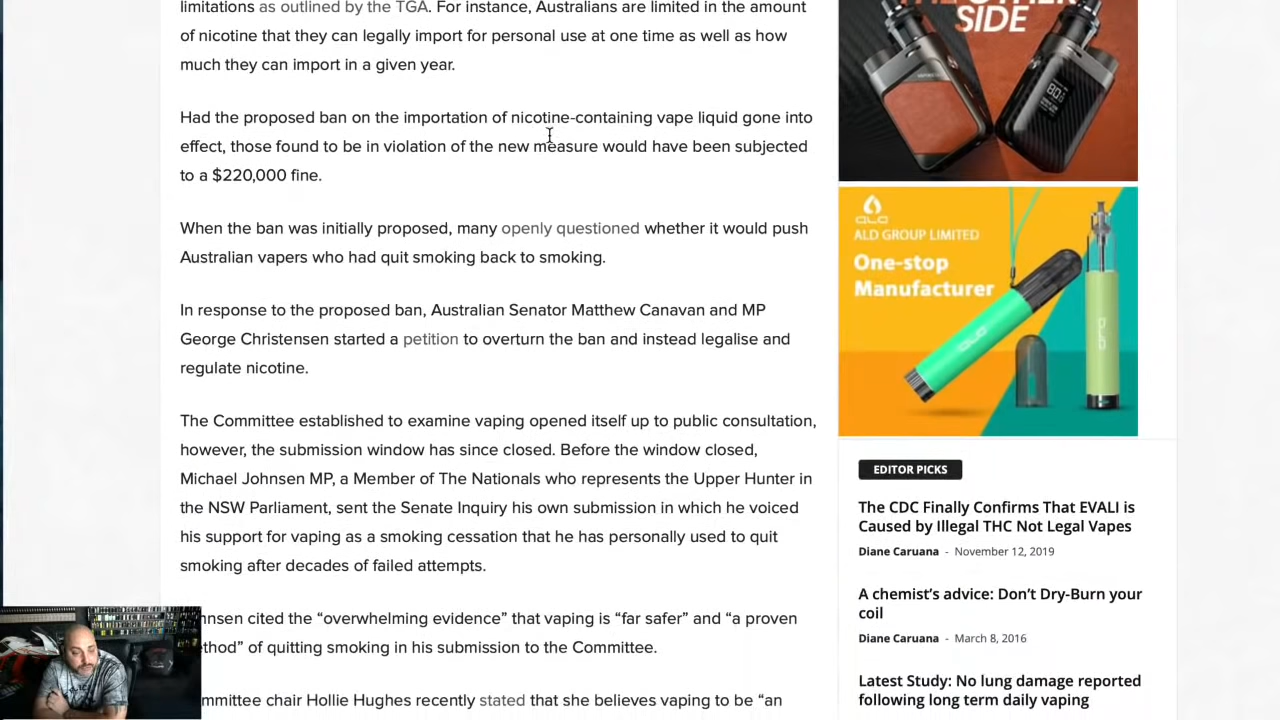 limitations as outlined by the TGA. For instance, Australians are limited in the amount
of nicotine that they can legally import for personal use at one time as well as how
much they can import in a given year.
Had the proposed ban on the importation of nicotine-containing vape liquid gone into
effect, those found to be in violation of the new measure would have been subjected
to a $220,000 fine.
When the ban was initially proposed, many openly questioned whether it would push
Australian vapers who had quit smoking back to smoking.
In response to the proposed ban, Australian Senator Matthew Canavan and MP
George Christensen started a petition to overturn the ban and instead legalise and
regulate nicotine.
The Committee established to examine vaping opened itself up to public consultation,
however, the submission window has since closed. Before the window closed,
Michael Johnsen MP, a Member of The Nationals who represents the Upper Hunter in
the NSW Parliament, sent the Senate Inquiry his own submission in which he voiced
his support for vaping as a smoking cessation that he has personally used to quit
smoking after decades of failed attempts.
nsen cited the “overwhelming evidence” that vaping is “far safer” and “a proven
ethod” of quitting smoking in his submission to the Committee.
mmittee chair Hollie Hughes recently stated that she believes vaping to be “an
THE OTHER
SIDE
80
ALD
ALD GROUP LIMITED
One-stop
Manufacturer
EDITOR PICKS
The CDC Finally Confirms That EVALI is
Caused by Illegal THC Not Legal Vapes
Diane Caruana - November 12, 2019
A chemist’s advice: Don’t Dry-Burn your
coil
Diane Caruana - March 8, 2016
Latest Study: No lung damage reported
following long term daily vaping